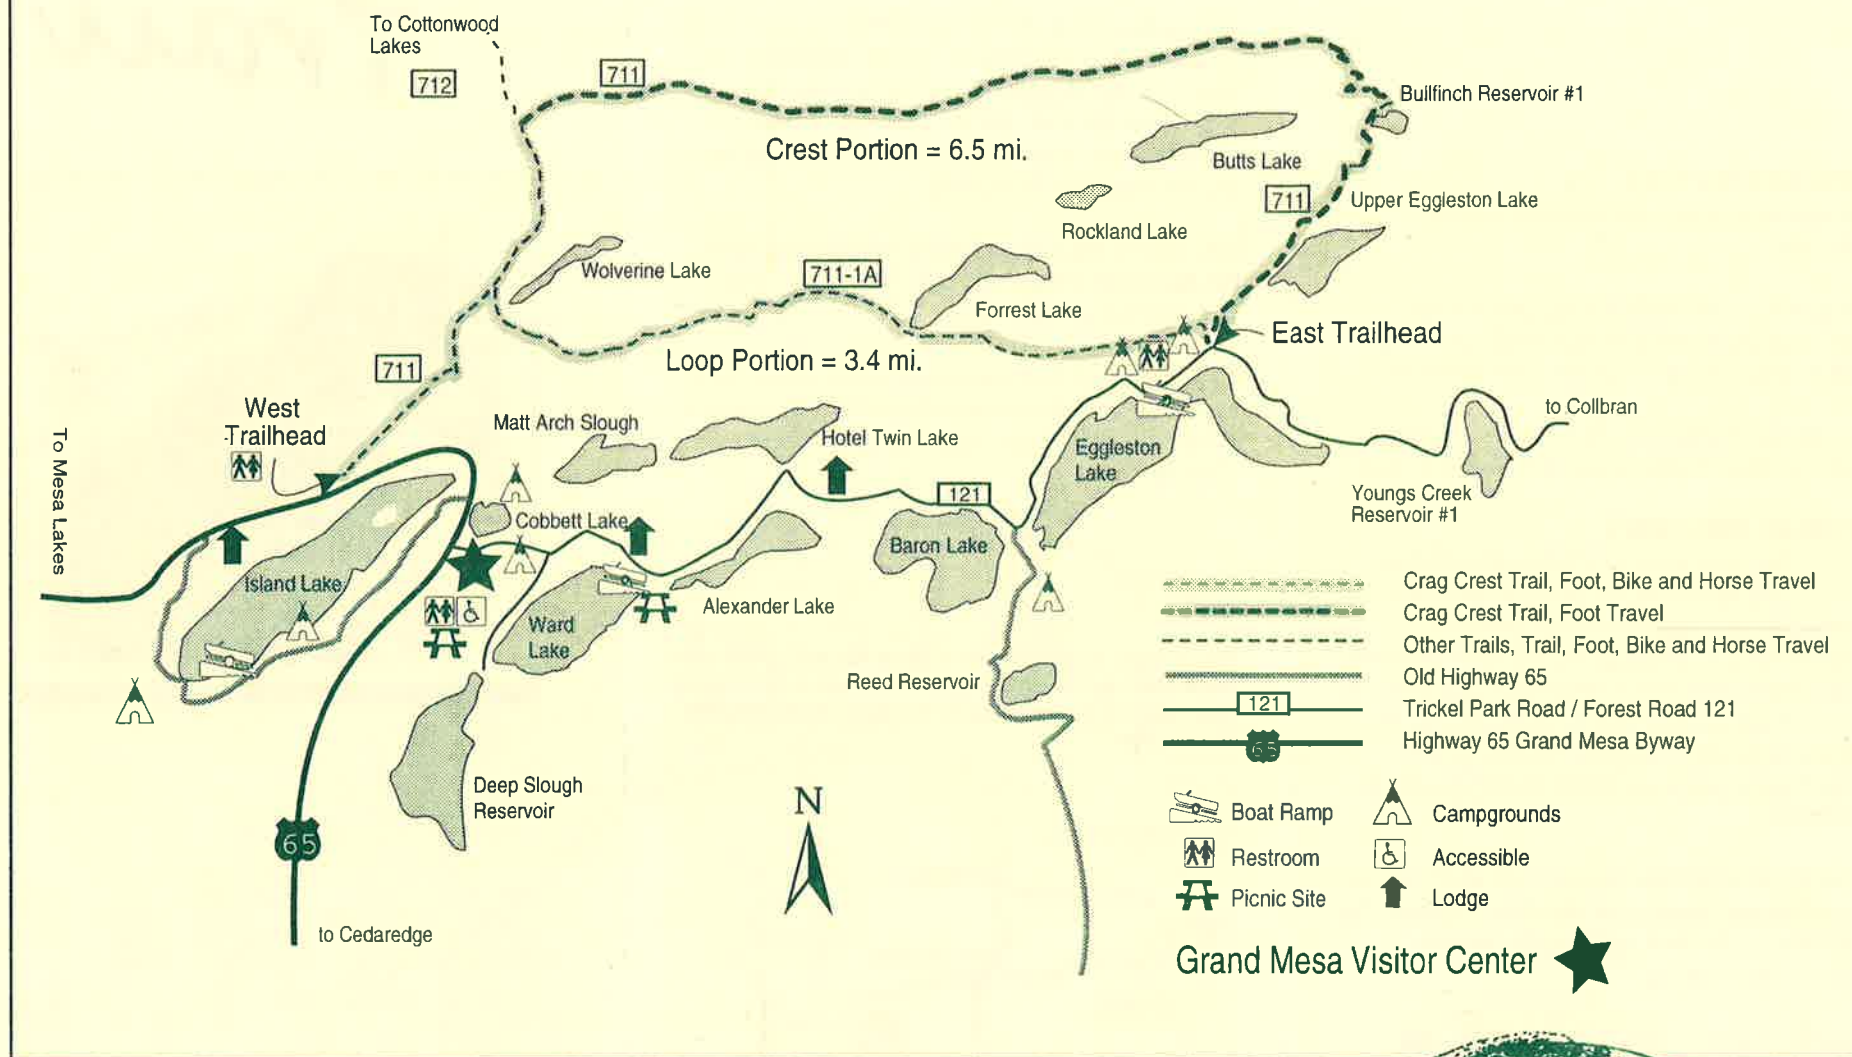 To Cottonwood
Lakes
712
711
Bullfinch Reservoir #1
Crest Portion = 6.5 mi.
Butts Lake
711
Upper Eggleston Lake
Rockland Lake
Wolverine Lake
711-1A
Forrest Lake
East Trailhead
Loop Portion = 3.4 mi.
711
West
Trailhead
Matt Arch Slough
Hotel Twin Lake
to Collbran
To Mesa Lakes
Eggleston
Lake
121
Youngs Creek
Reservoir #1
Cobbett Lake
Baron Lake
Island Lake
Alexander Lake
Ward
Lake
Reed Reservoir
Deep Slough
Reservoir
65
to Cedaredge
N
Crag Crest Trail, Foot, Bike and Horse Travel
Crag Crest Trail, Foot Travel
Other Trails, Trail, Foot, Bike and Horse Travel
Old Highway 65
121
Trickel Park Road / Forest Road 121
65
Highway 65 Grand Mesa Byway
Boat Ramp
Campgrounds
Restroom
Accessible
Picnic Site
Lodge
Grand Mesa Visitor Center